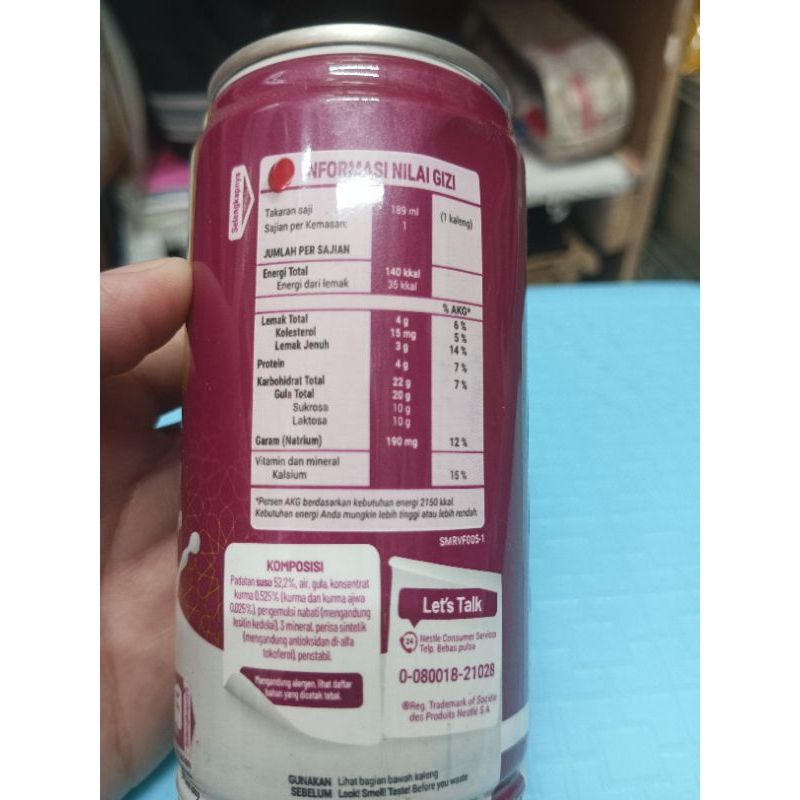 Selengkapnya
INFORMASI NILAI GIZI
Takaran saji 189 ml (1 kaleng)
Sajian per Kemasan: 1
JUMLAH PER SAJIAN
Energi Total 140 kkal
Energi dari lemak 35 kkal
% AKG*
Lemak Total 4 g 6 %
Kolesterol 15 mg 5 %
Lemak Jenuh 3 g 14 %
Protein 4 g 7 %
Karbohidrat Total 22 g 7 %
Gula Total 20 g
Sukrosa 10 g
Laktosa 10 g
Garam (Natrium) 190 mg 12 %
Vitamin dan mineral
Kalsium 15 %
*Persen AKG berdasarkan kebutuhan energi 2150 kkal.
Kebutuhan energi Anda mungkin lebih tinggi atau lebih rendah.
SMRVF005-1
KOMPOSISI
Padatan susu 52,2%, air, gula, konsentrat
kurma 0,525% (kurma dan kurma ajwa
0,025%), pengemulsi nabati (mengandung
lesitin kedelai), 3 mineral, perisa sintetik
(mengandung antioksidan dl-alfa
tokoferol), penstabil.
Mengandung alergen, lihat daftar
bahan yang dicetak tebal.
Let's Talk
24 Nestlé Consumer Services
Telp. Bebas pulsa
0-080018-21028
®Reg. Trademark of Société
des Produits Nestlé S.A.
GUNAKAN Lihat bagian bawah kaleng
SEBELUM Look! Smell! Taste! Before you waste